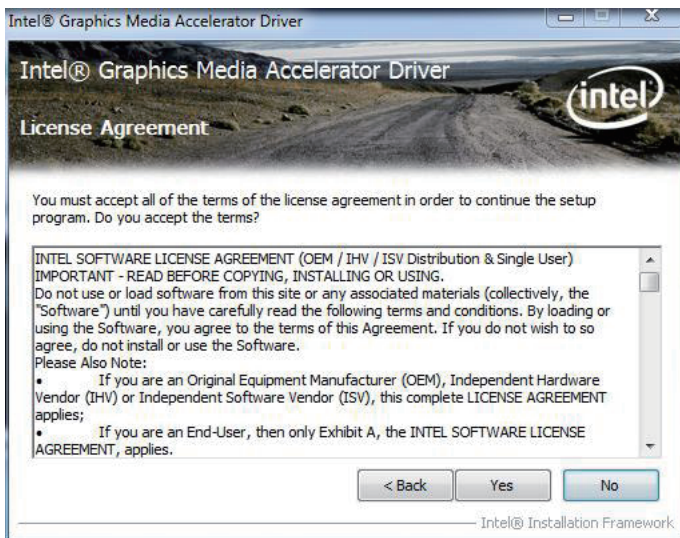 Intel® Graphics Media Accelerator Driver
Intel® Graphics Media Accelerator Driver
intel
License Agreement
You must accept all of the terms of the license agreement in order to continue the setup
program. Do you accept the terms?
INTEL SOFTWARE LICENSE AGREEMENT (OEM / IHV / ISV Distribution & Single User)
IMPORTANT - READ BEFORE COPYING, INSTALLING OR USING.
Do not use or load software from this site or any associated materials (collectively, the
"Software") until you have carefully read the following terms and conditions. By loading or
using the Software, you agree to the terms of this Agreement. If you do not wish to so
agree, do not install or use the Software.
Please Also Note:
• If you are an Original Equipment Manufacturer (OEM), Independent Hardware
Vendor (IHV) or Independent Software Vendor (ISV), this complete LICENSE AGREEMENT
applies;
• If you are an End-User, then only Exhibit A, the INTEL SOFTWARE LICENSE
AGREEMENT, applies.
< Back Yes No
Intel® Installation Framework